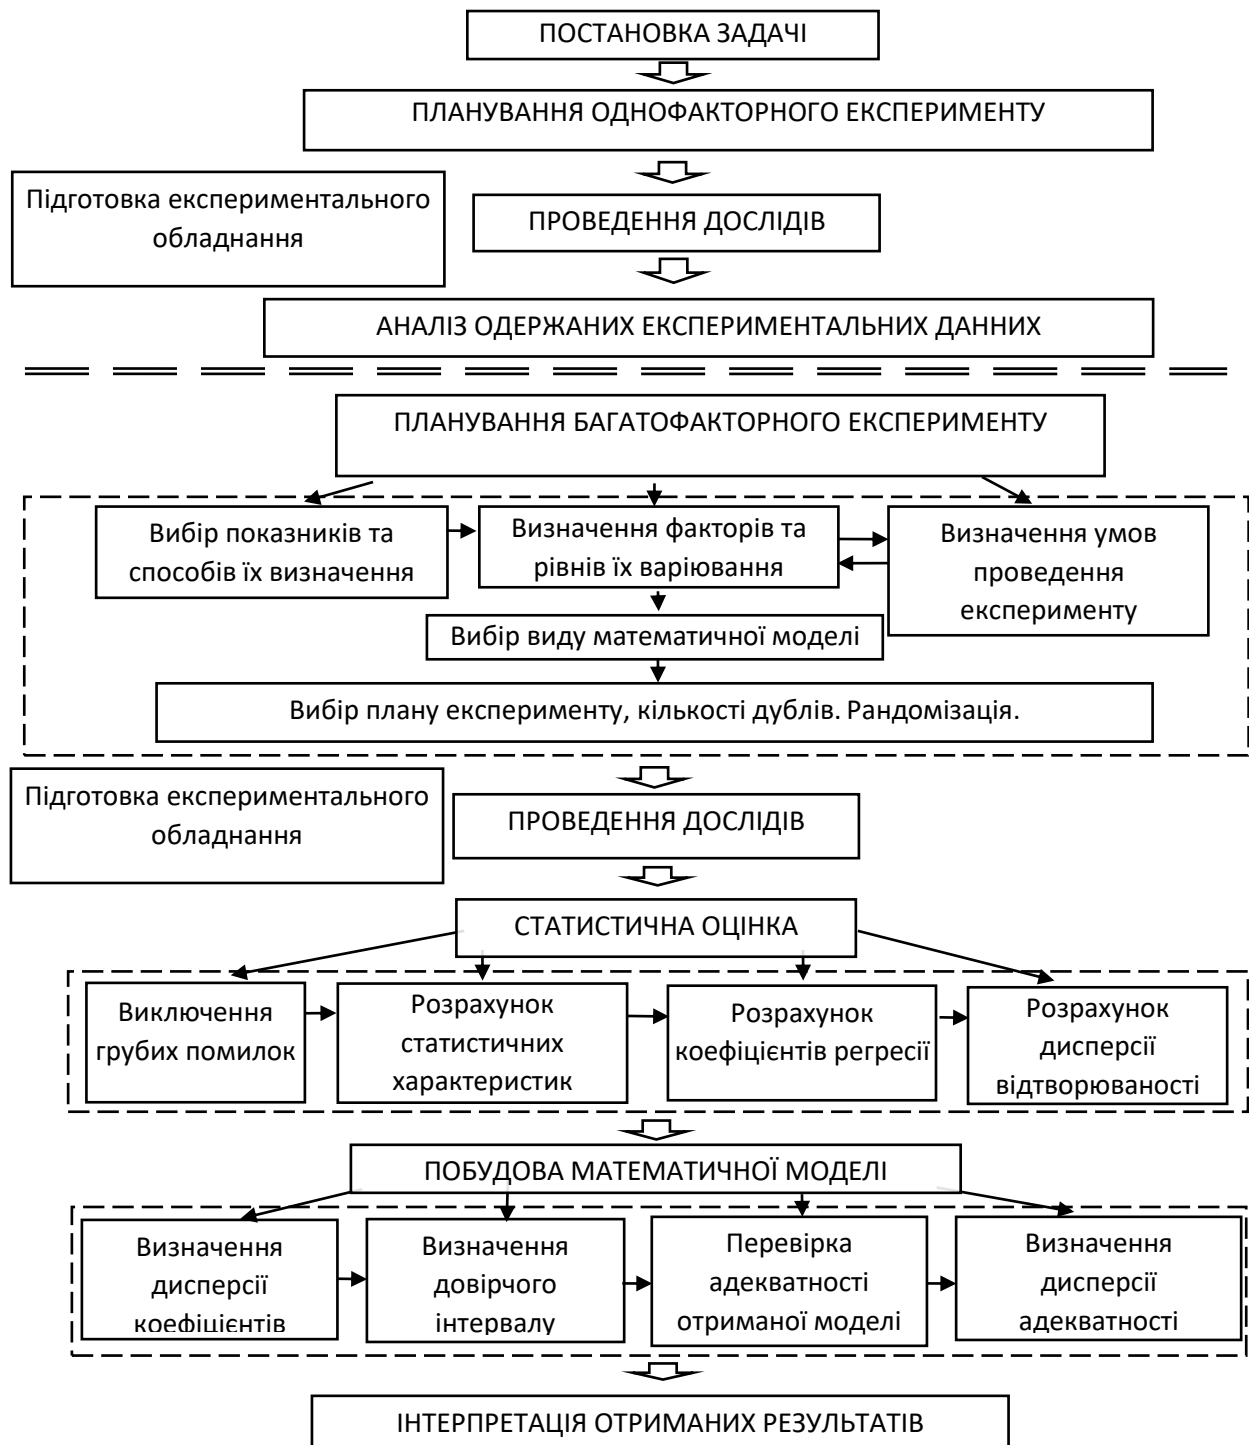 ПОСТАНОВКА ЗАДАЧІ
ПЛАНУВАННЯ ОДНОФАКТОРНОГО ЕКСПЕРИМЕНТУ
Підготовка експериментального
обладнання
ПРОВЕДЕННЯ ДОСЛІДІВ
АНАЛІЗ ОДЕРЖАНИХ ЕКСПЕРИМЕНТАЛЬНИХ ДАННИХ
ПЛАНУВАННЯ БАГАТОФАКТОРНОГО ЕКСПЕРИМЕНТУ
Вибір показників та
способів їх визначення
Визначення факторів та
рівнів їх варіювання
Визначення умов
проведення
експерименту
Вибір виду математичної моделі
Вибір плану експерименту, кількості дублів. Рандомізація.
Підготовка експериментального
обладнання
ПРОВЕДЕННЯ ДОСЛІДІВ
СТАТИСТИЧНА ОЦІНКА
Виключення
грубих помилок
Розрахунок
статистичних
характеристик
Розрахунок
коефіцієнтів регресії
Розрахунок
дисперсії
відтворюваності
ПОБУДОВА МАТЕМАТИЧНОЇ МОДЕЛІ
Визначення
дисперсії
коефіцієнтів
Визначення
довірчого
інтервалу
Перевірка
адекватності
отриманої моделі
Визначення
дисперсії
адекватності
ІНТЕРПРЕТАЦІЯ ОТРИМАНИХ РЕЗУЛЬТАТІВ